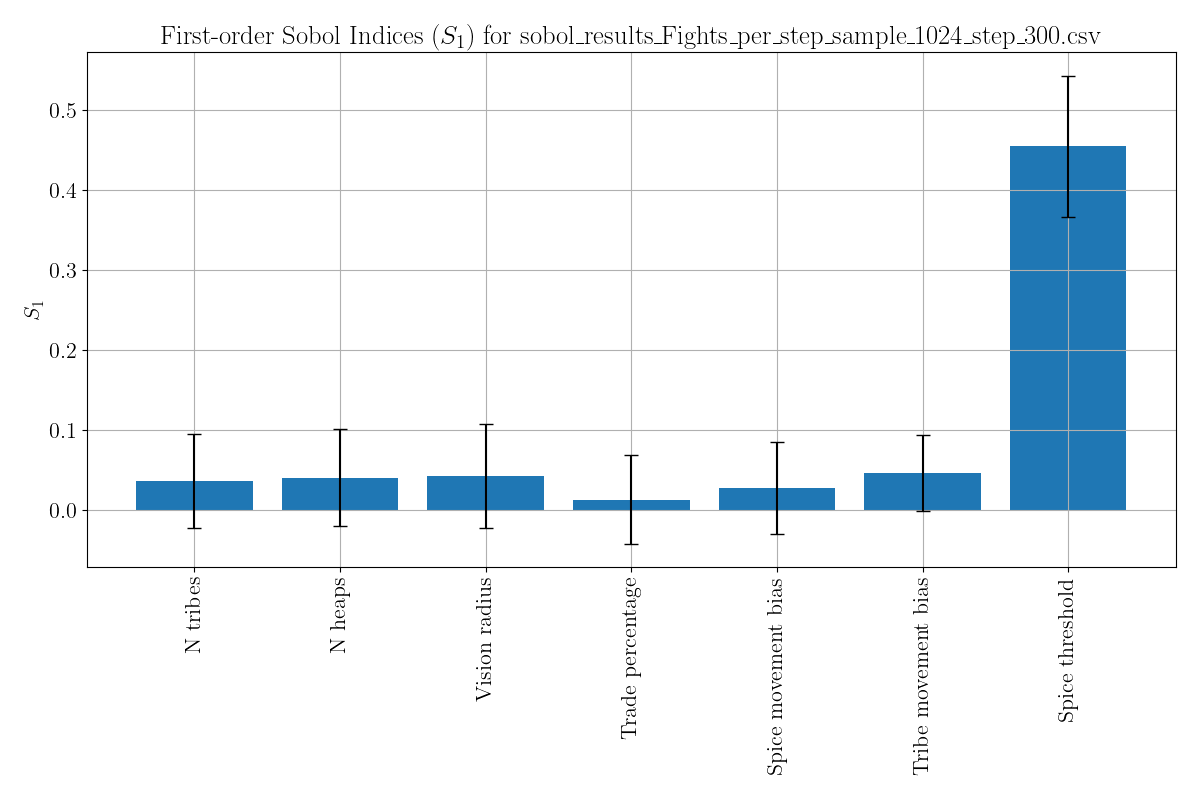 First-order Sobol Indices (S₁) for sobol_results_Fights_per_step_sample_1024_step_300.csv
0.5
0.4
0.3
0.2
0.1
0.0
S₁
N tribes
N heaps
Vision radius
Trade percentage
Spice movement bias
Tribe movement bias
Spice threshold